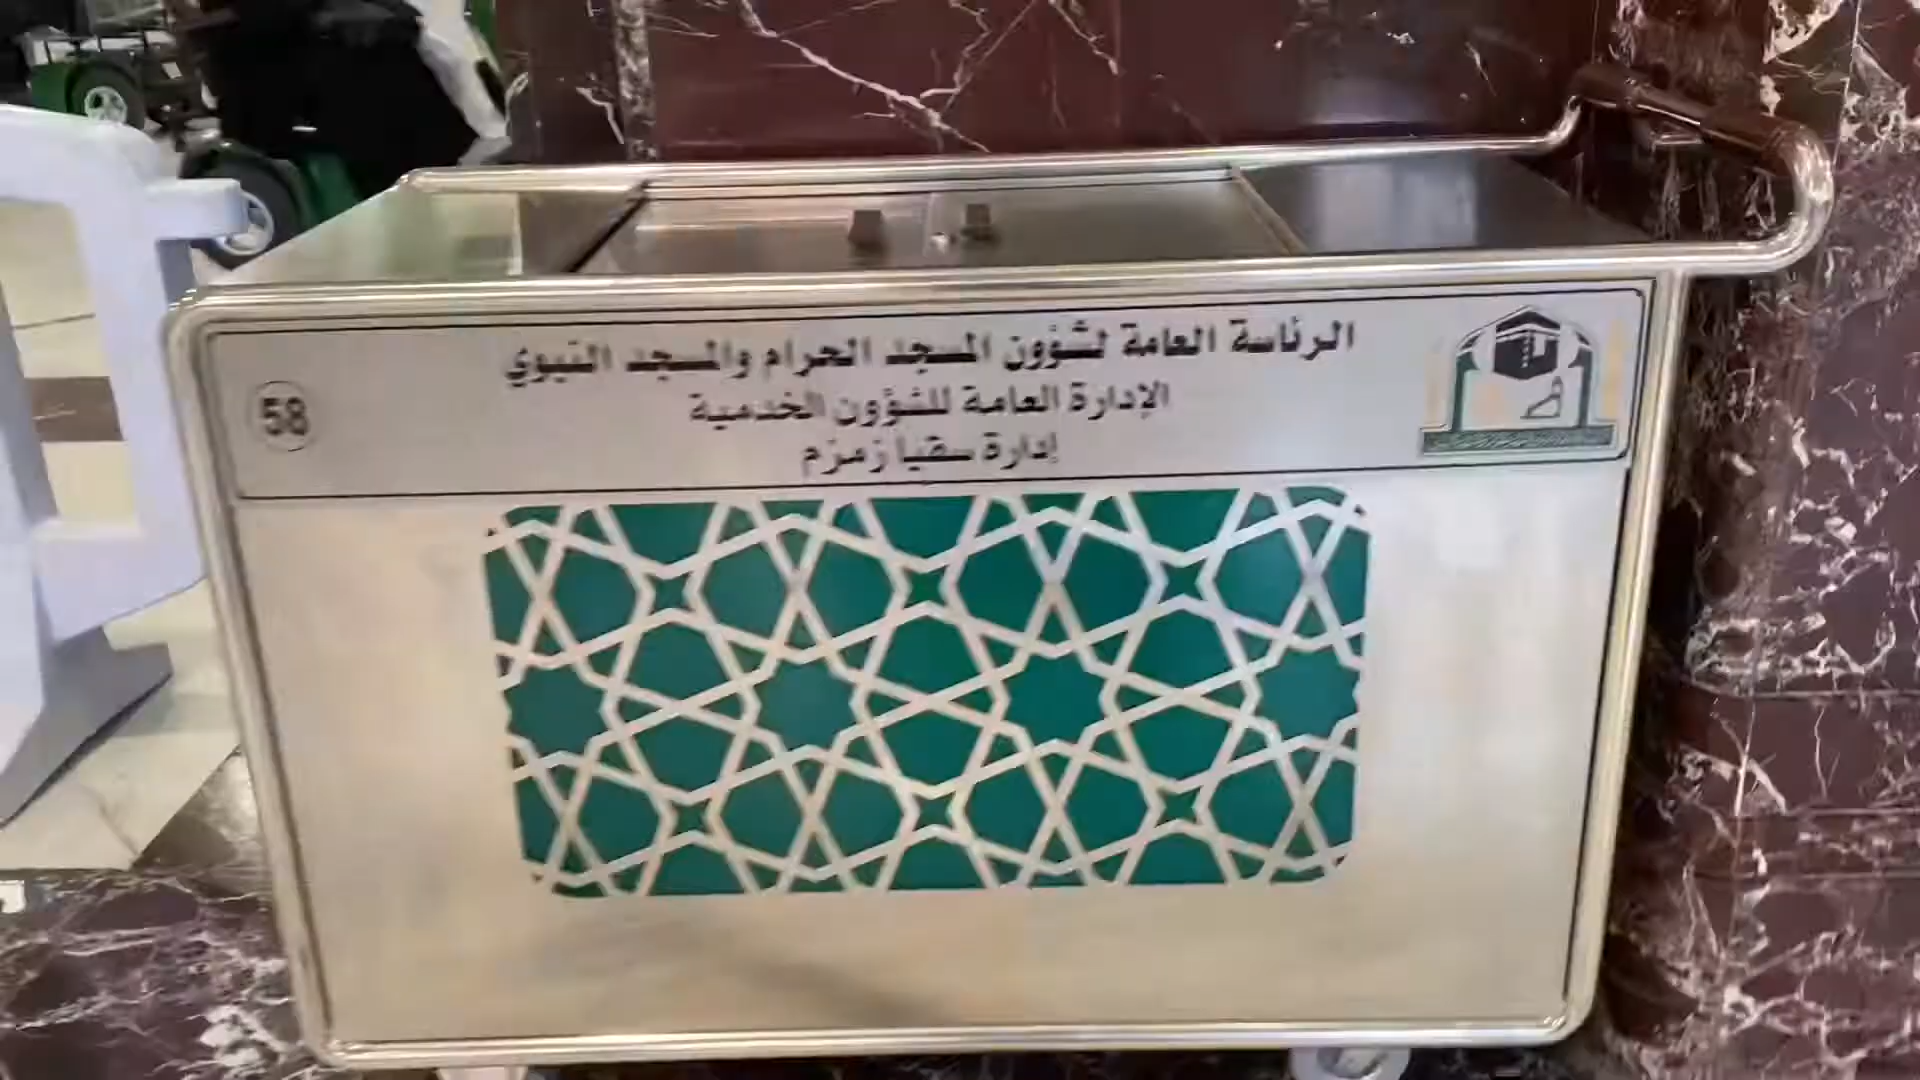 الرئاسة العامة لشؤون المسجد الحرام والمسجد النبوي
الإدارة العامة للشؤون الخدمية
إدارة سقيا زمزم
58